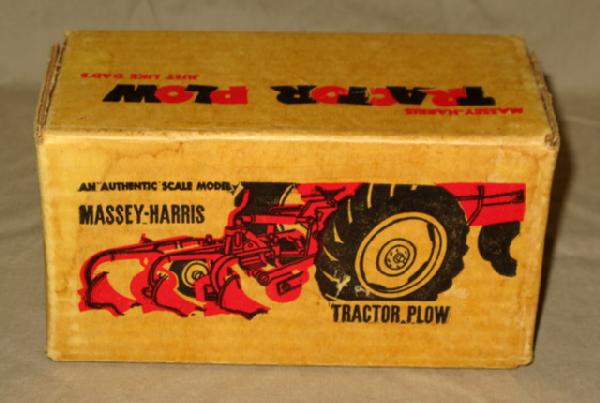 MASSEY-HARRIS
TRACTOR PLOW
JUST LIKE DAD'S
AN AUTHENTIC SCALE MODEL
MASSEY-HARRIS
TRACTOR PLOW